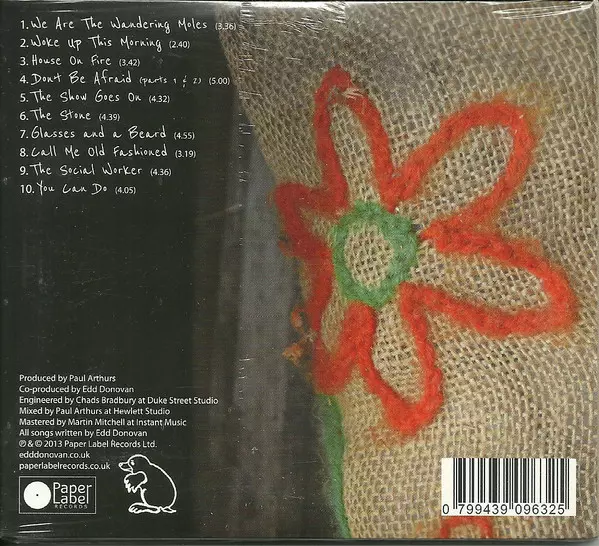 1. We Are The Wandering Moles (3.36)
2. Woke Up This Morning (2.40)
3. House On Fire (3.42)
4. Don't Be Afraid (parts 1 & 2) (5.00)
5. The Show Goes On (4.32)
6. The Stone (4.39)
7. Glasses and a Beard (4.55)
8. Call Me Old Fashioned (3.19)
9. The Social Worker (4.36)
10. You Can Do (4.05)
Produced by Paul Arthurs
Co-produced by Edd Donovan
Engineered by Chads Bradbury at Duke Street Studio
Mixed by Paul Arthurs at Hewlett Studio
Mastered by Martin Mitchell at Instant Music
All songs written by Edd Donovan
℗ & © 2013 Paper Label Records Ltd.
edddonovan.co.uk
paperlabelrecords.co.uk
Paper
Label
RECORDS
0 799439 096325